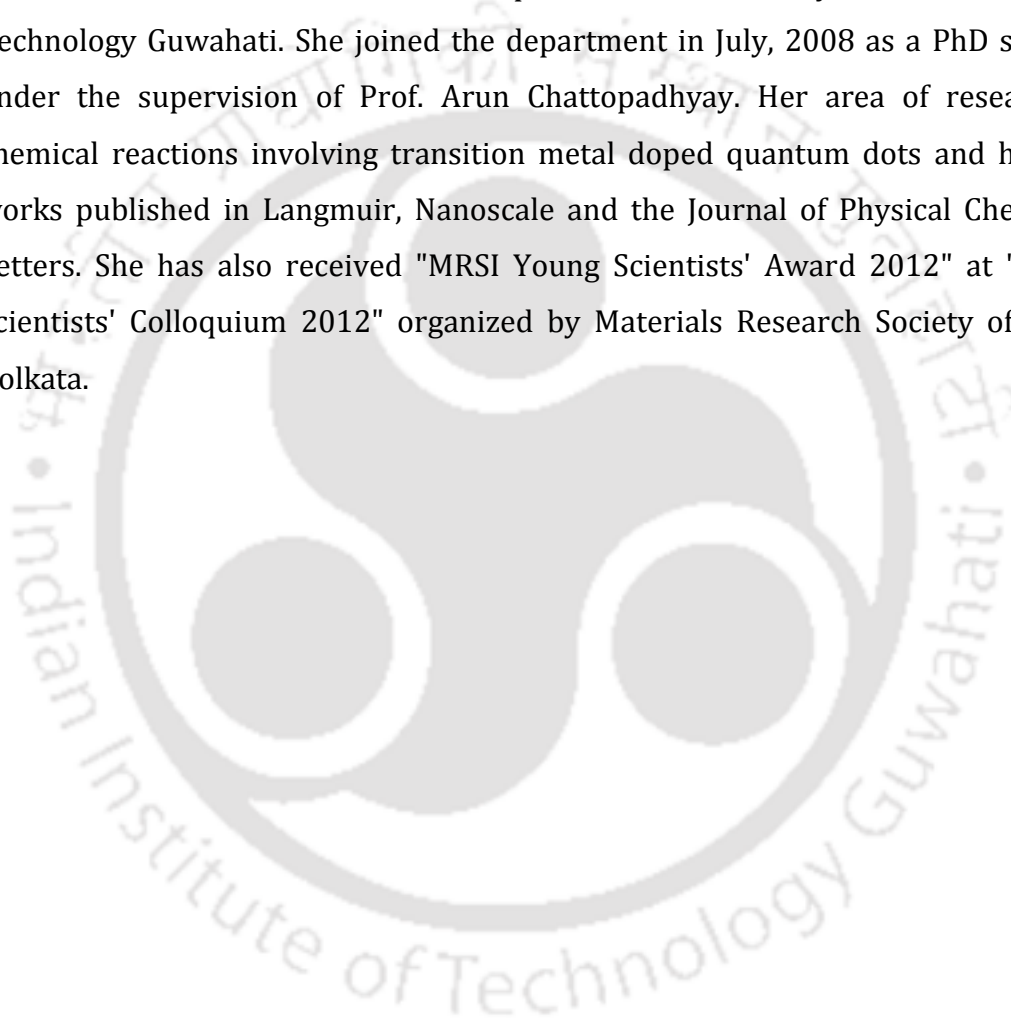 echnology Guwahati. She joined the department in July, 2008 as a PhD s
nder the supervision of Prof. Arun Chattopadhyay. Her area of resea
hemical reactions involving transition metal doped quantum dots and h
orks published in Langmuir, Nanoscale and the Journal of Physical Che
etters. She has also received "MRSI Young Scientists' Award 2012" at "
cientists' Colloquium 2012" organized by Materials Research Society of
olkata.
Indian Institute of Technology Guwahati